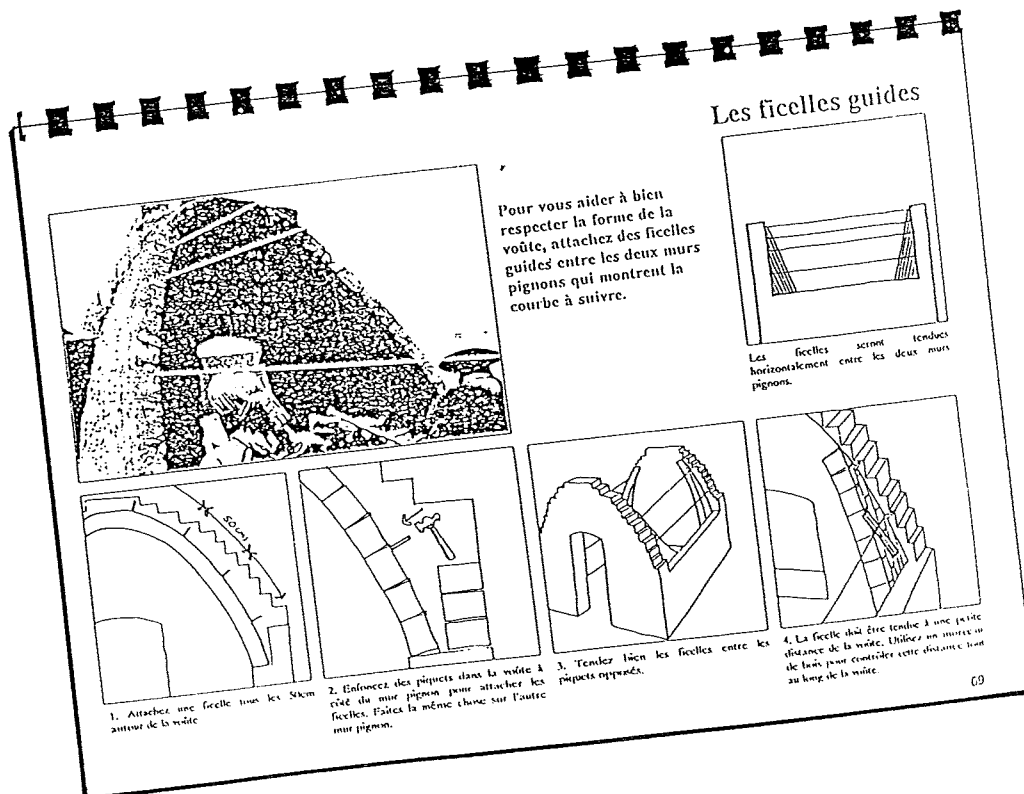 Les ficelles guides
Pour vous aider à bien
respecter la forme de la
voûte, attachez des ficelles
guides entre les deux murs
pignons qui montrent la
courbe à suivre.
Les ficelles seront tendues
horizontalement entre les deux murs
pignons.
50cm
1. Attachez une ficelle tous les 50cm
autour de la voûte
2. Enfoncez des piquets dans la voûte à
côté du mur pignon pour attacher les
ficelles. Faites la même chose sur l'autre
mur pignon.
3. Tendez bien les ficelles entre les
piquets opposés.
4. La ficelle doit être tendue à une petite
distance de la voûte. Utilisez un morceau
de bois pour contrôler cette distance tout
au long de la voûte.
69